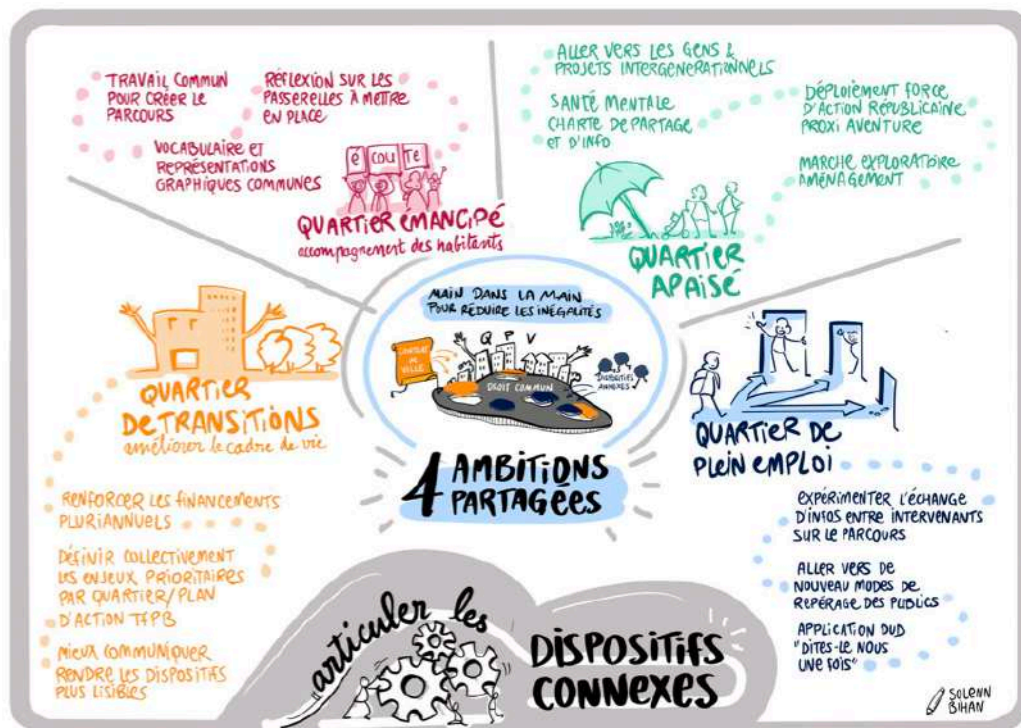 TRAVAIL COMMUN
POUR CRÉER LE
PARCOURS
RÉFLEXION SUR LES
PASSERELLES À METTRE
EN PLACE
VOCABULAIRE ET
REPRÉSENTATIONS
GRAPHIQUES COMMUNES
É COU TE
QUARTIER ÉMANCIPÉ
accompagnement des habitants
ALLER VERS LES GENS &
PROJETS INTERGENERATIONNELS
SANTÉ MENTALE
CHARTE DE PARTAGE
ET D'INFO
DÉPLOIEMENT FORCE
D'ACTION RÉPUBLICAINE
PROXI AVENTURE
MARCHE EXPLORATOIRE
AMÉNAGEMENT
QUARTIER
APAISÉ
MAIN DANS LA MAIN
POUR RÉDUIRE LES INÉGALITÉS
Q P V
CONTRAT
DE
VILLE
DROIT COMMUN
DISPOSITIFS
ANNEXES
4 AMBITIONS
PARTAGÉES
QUARTIER
DE TRANSITIONS
améliorer le cadre de vie
RENFORCER LES FINANCEMENTS
PLURIANNUELS
DÉFINIR COLLECTIVEMENT
LES ENJEUX PRIORITAIRES
PAR QUARTIER/PLAN
D'ACTION TFPB
MIEUX COMMUNIQUER
RENDRE LES DISPOSITIFS
PLUS LISIBLES
QUARTIER DE
PLEIN EMPLOI
EXPÉRIMENTER L'ÉCHANGE
D'INFOS ENTRE INTERVENANTS
SUR LE PARCOURS
ALLER VERS DE
NOUVEAU MODES DE
REPÉRAGE DES PUBLICS
APPLICATION DUD
"DITES-LE NOUS
UNE FOIS"
articuler les
DISPOSITIFS
CONNEXES
SOLENN
BIHAN